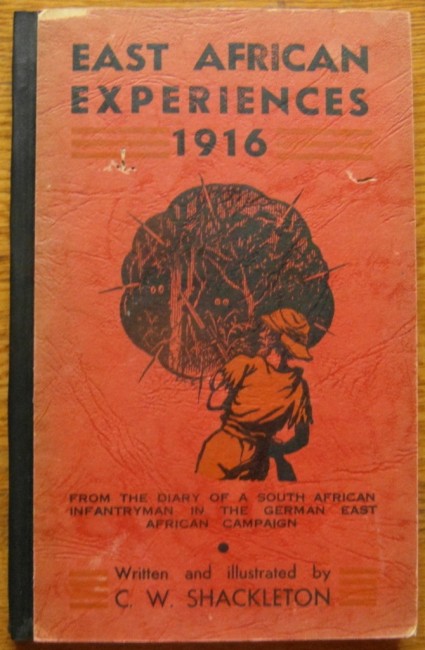 EAST AFRICAN
EXPERIENCES
1916
FROM THE DIARY OF A SOUTH AFRICAN
INFANTRYMAN IN THE GERMAN EAST
AFRICAN CAMPAIGN
Written and illustrated by
C. W. SHACKLETON